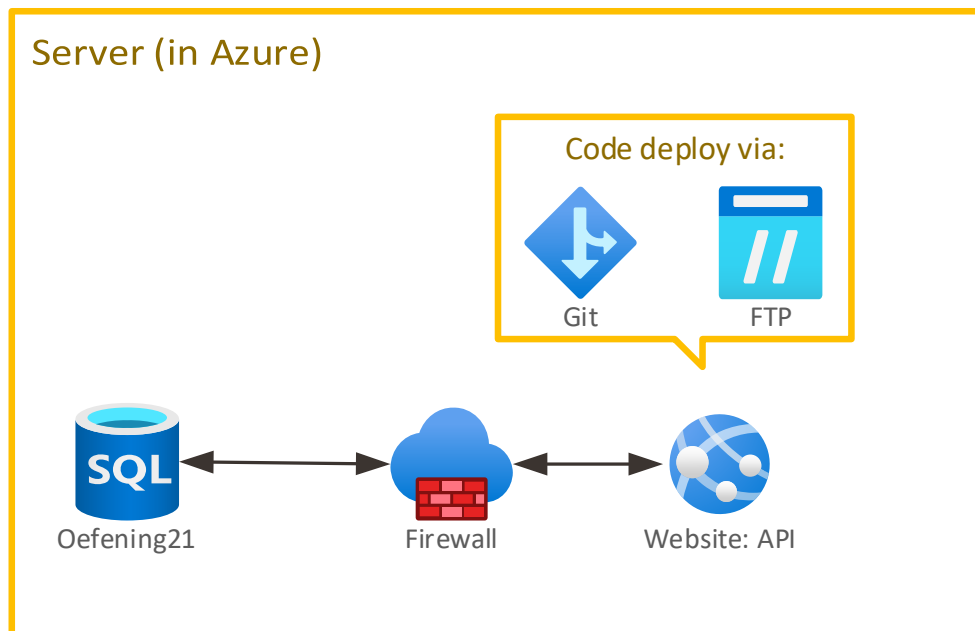 Server (in Azure)
Code deploy via:
Git
FTP
SQL
Oefening21
Firewall
Website: API